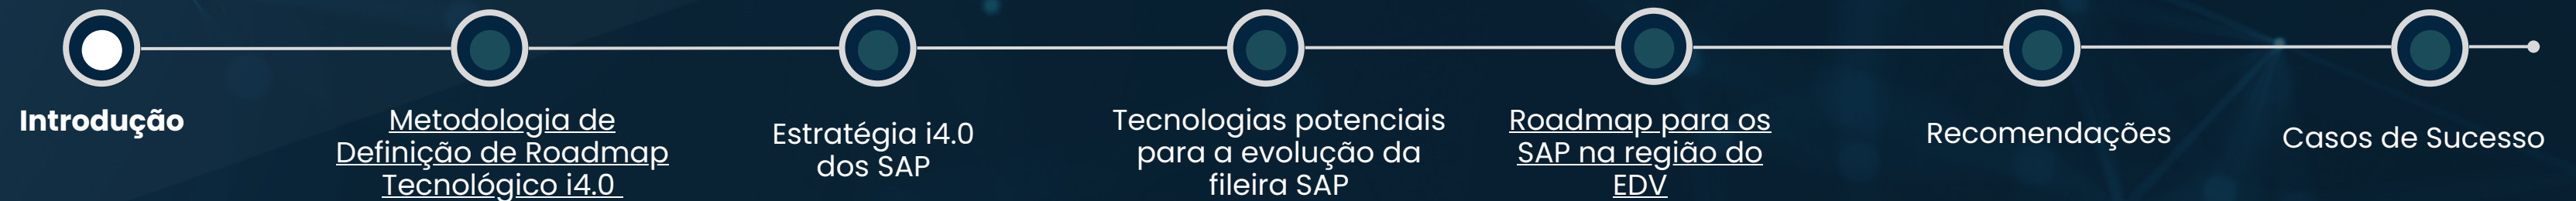 Introdução
Metodologia de
Definição de Roadmap
Tecnológico i4.0
Estratégia i4.0
dos SAP
Tecnologias potenciais
para a evolução da
fileira SAP
Roadmap para os
SAP na região do
EDV
Recomendações
Casos de Sucesso